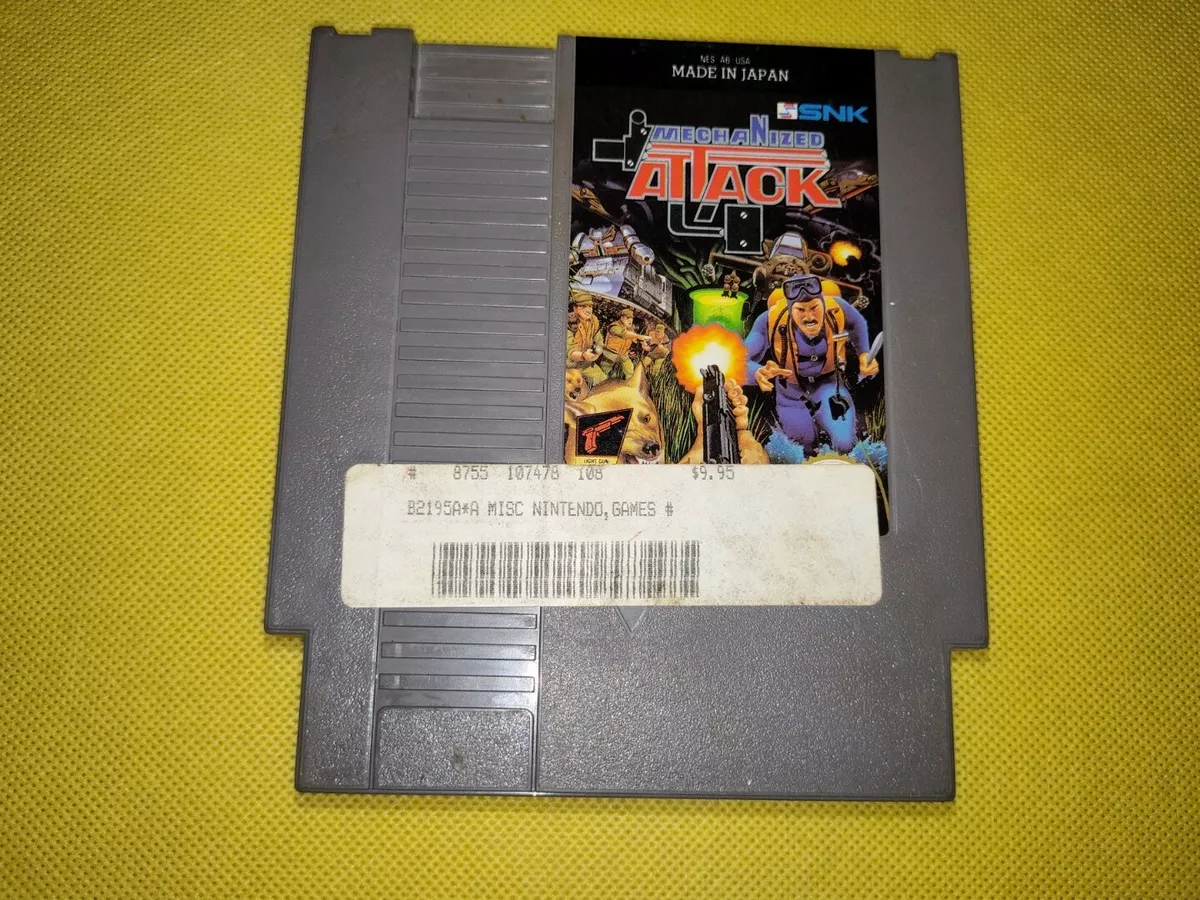 NES AB USA
MADE IN JAPAN
SNK
MECHANIZED
ATTACK
LIGHT GUN
# 8755 107478 108 $9.95
B2195A*A MISC NINTENDO,GAMES #